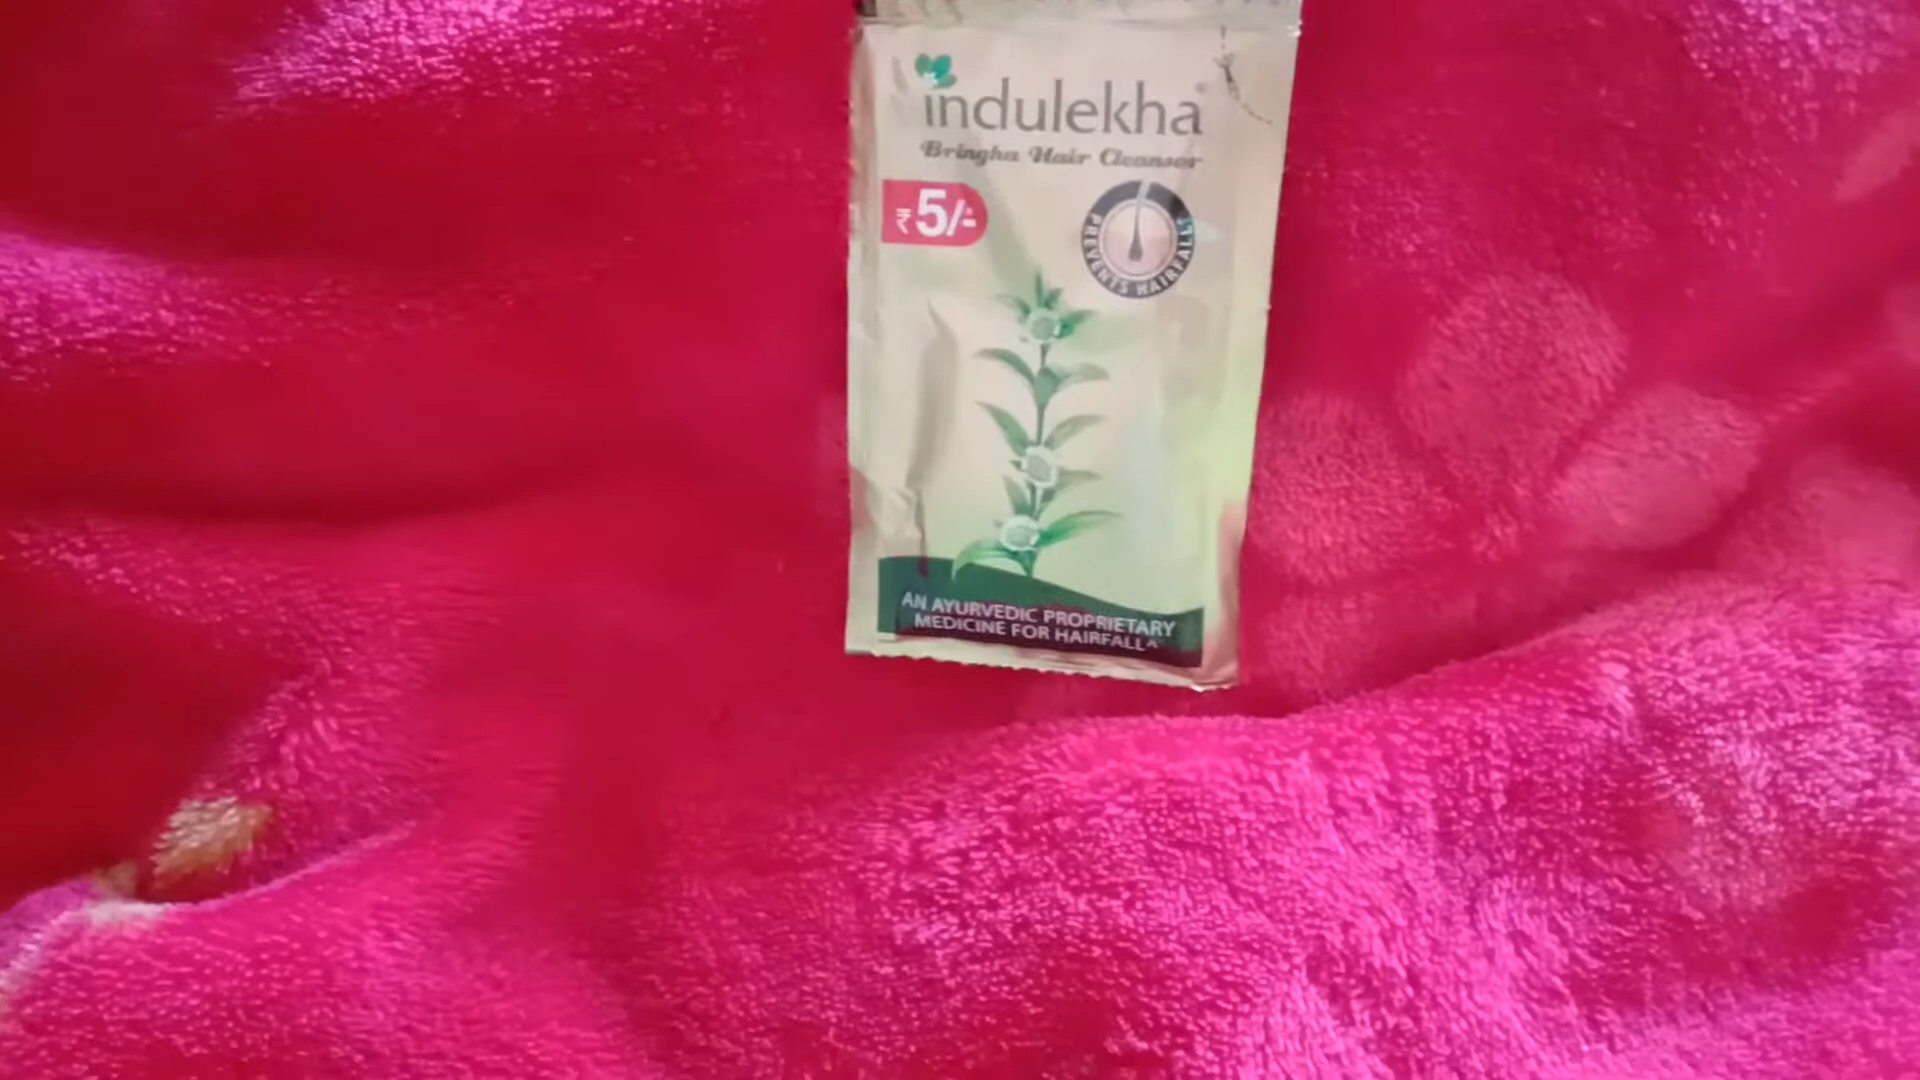 indulekha
Bringha Hair Cleanser
₹5/-
PREVENTS HAIRFALL^
AN AYURVEDIC PROPRIETARY
MEDICINE FOR HAIRFALL^